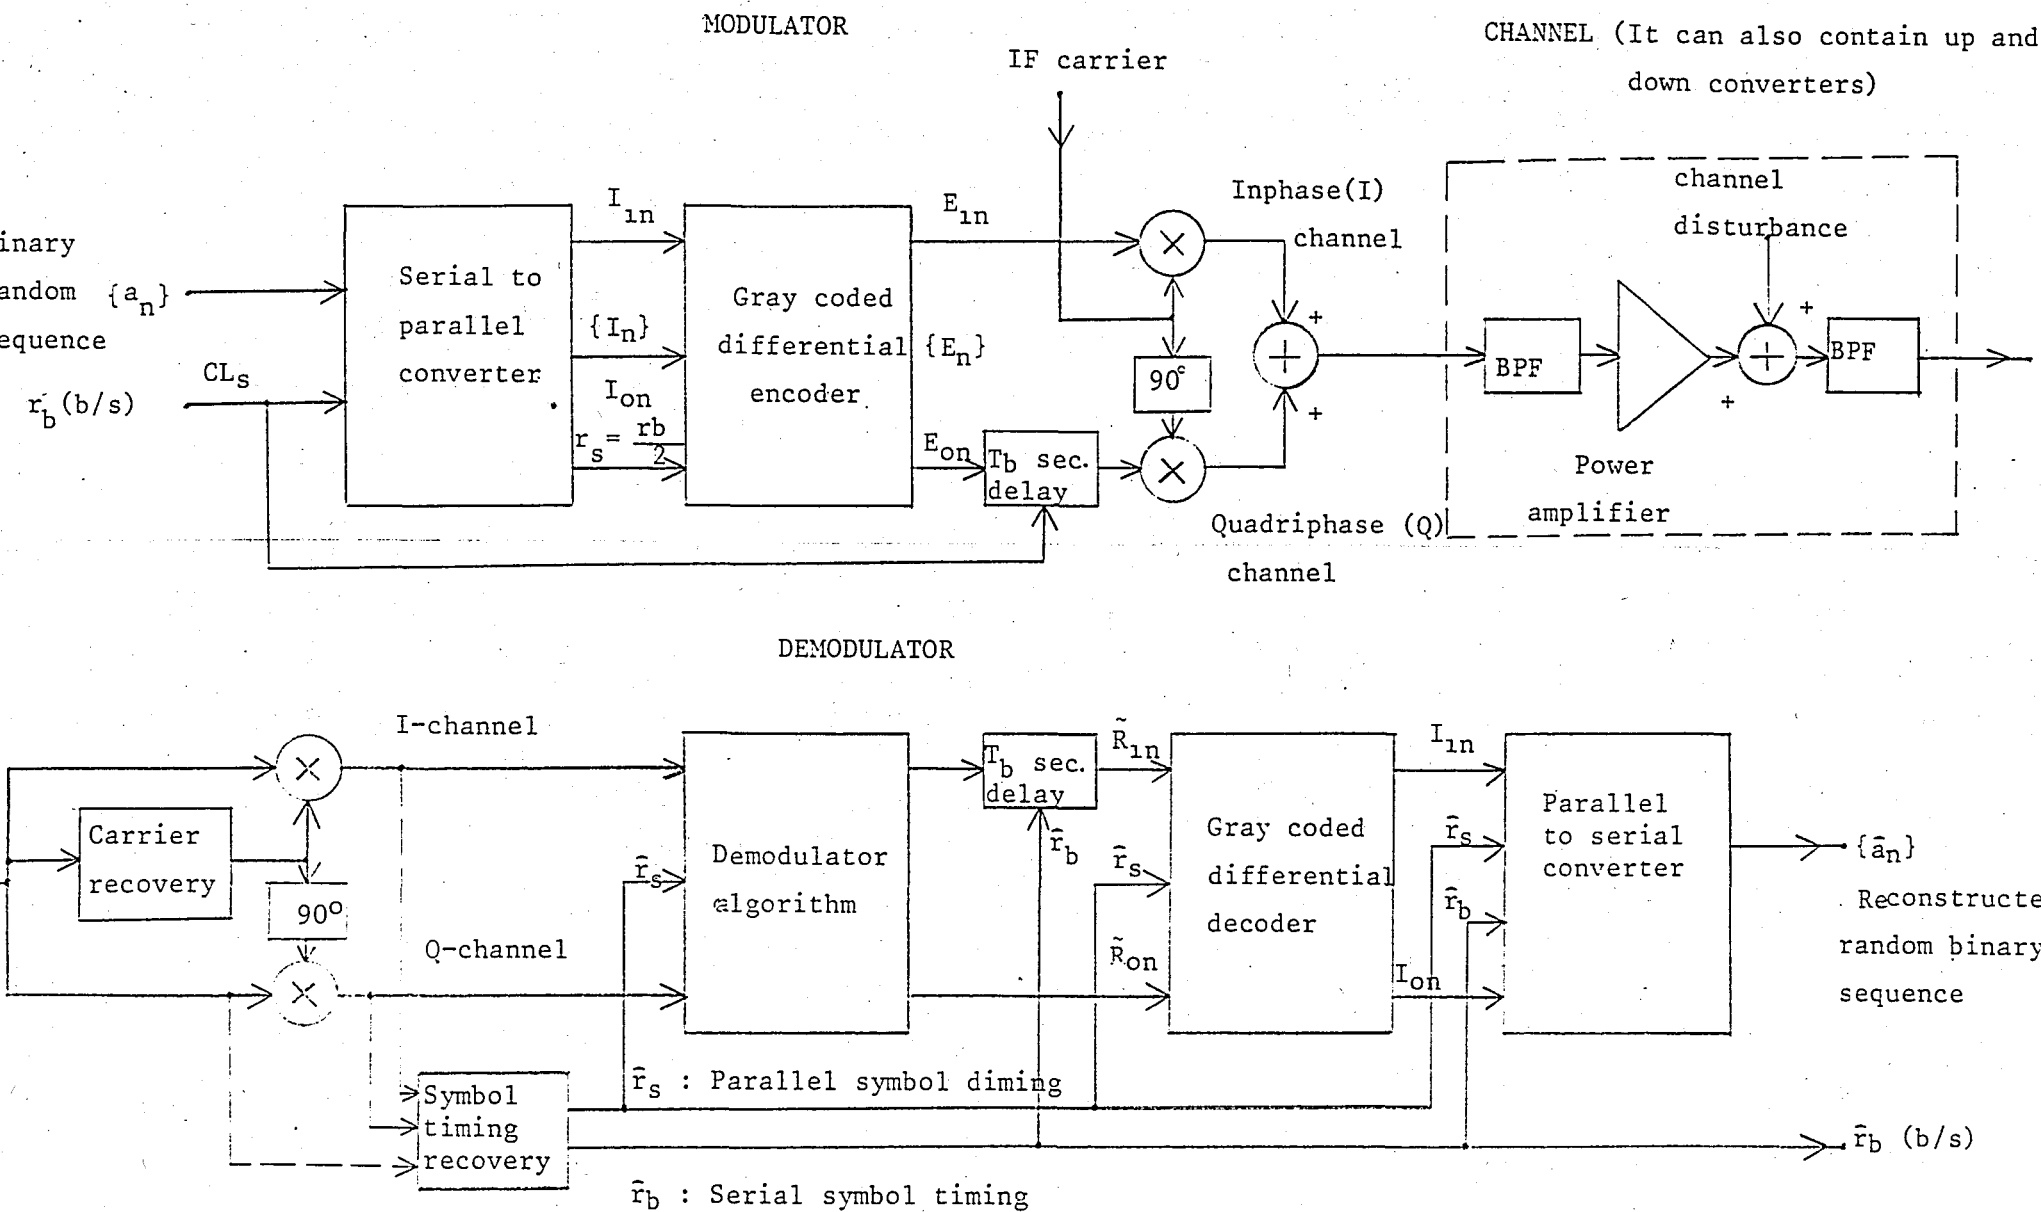 MODULATOR
CHANNEL (It can also contain up and
down converters)
IF carrier
inary
andom {a_n}
equence
CL_s
r_b (b/s)
Serial to
parallel
converter
I_1n
{I_n}
I_on
r_s = rb/2
Gray coded
differential
encoder
E_1n
{E_n}
E_on
T_b sec.
delay
90°
Inphase(I)
channel
+
+
Quadriphase (Q)
channel
channel
disturbance
BPF
Power
amplifier
+
+
BPF
DEMODULATOR
I-channel
Carrier
recovery
90°
Q-channel
Symbol
timing
recovery
r̂_s
Demodulator
algorithm
T_b sec.
delay
r̂_b
R̃_1n
r̂_s
R̃_on
Gray coded
differential
decoder
I_1n
r̂_s
r̂_b
I_on
Parallel
to serial
converter
{â_n}
Reconstructe
random binary
sequence
r̂_s : Parallel symbol diming
r̂_b (b/s)
r̂_b : Serial symbol timing